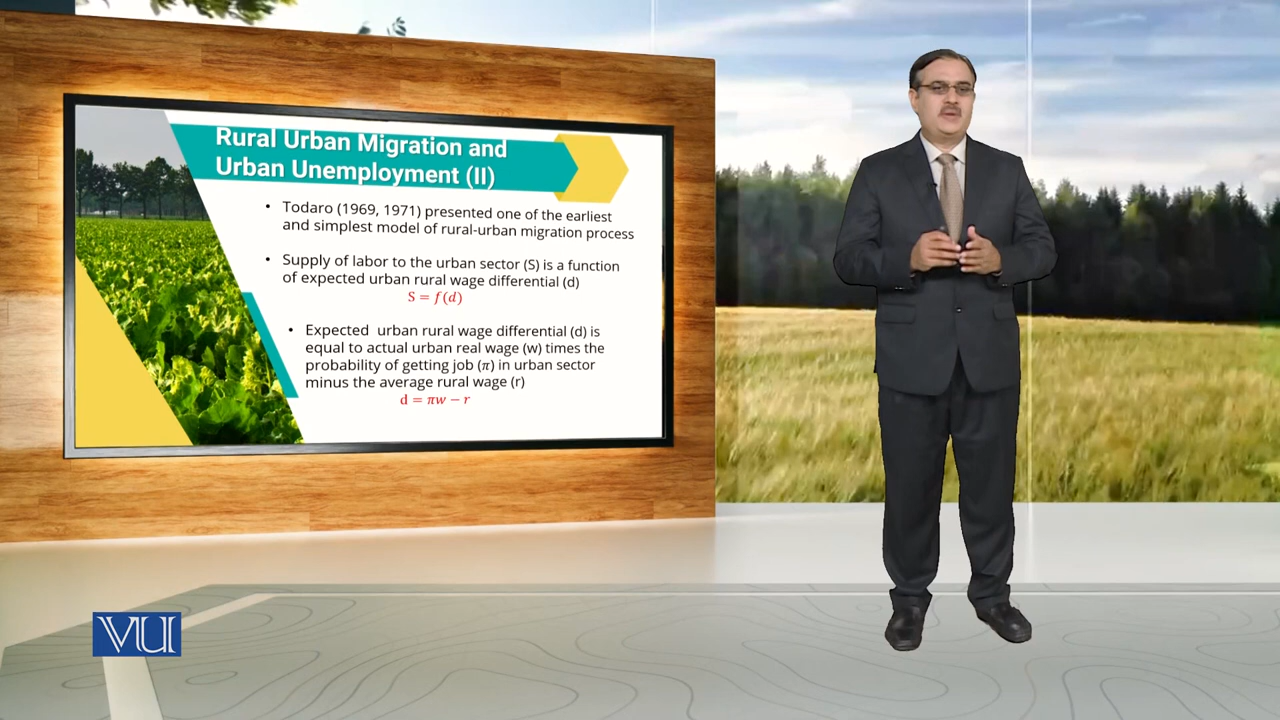 Rural Urban Migration and
Urban Unemployment (II)
• Todaro (1969, 1971) presented one of the earliest
and simplest model of rural-urban migration process
• Supply of labor to the urban sector (S) is a function
of expected urban rural wage differential (d)
S = f(d)
• Expected urban rural wage differential (d) is
equal to actual urban real wage (w) times the
probability of getting job (π) in urban sector
minus the average rural wage (r)
d = πw − r
VU